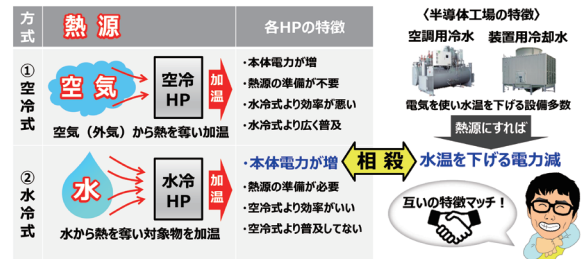 方式
熱源
各HPの特徴
①空冷式
空気
空冷
HP
加温
空気（外気）から熱を奪い加温
・本体電力が増
・熱源の準備が不要
・水冷式より効率が悪い
・水冷式より広く普及
②水冷式
水
水冷
HP
加温
水から熱を奪い対象物を加温
・本体電力が増
・熱源の準備が必要
・空冷式より効率がいい
・空冷式より普及してない
相殺
〈半導体工場の特徴〉
空調用冷水　装置用冷却水
電気を使い水温を下げる設備多数
熱源にすれば
水温を下げる電力減
互いの特徴マッチ！